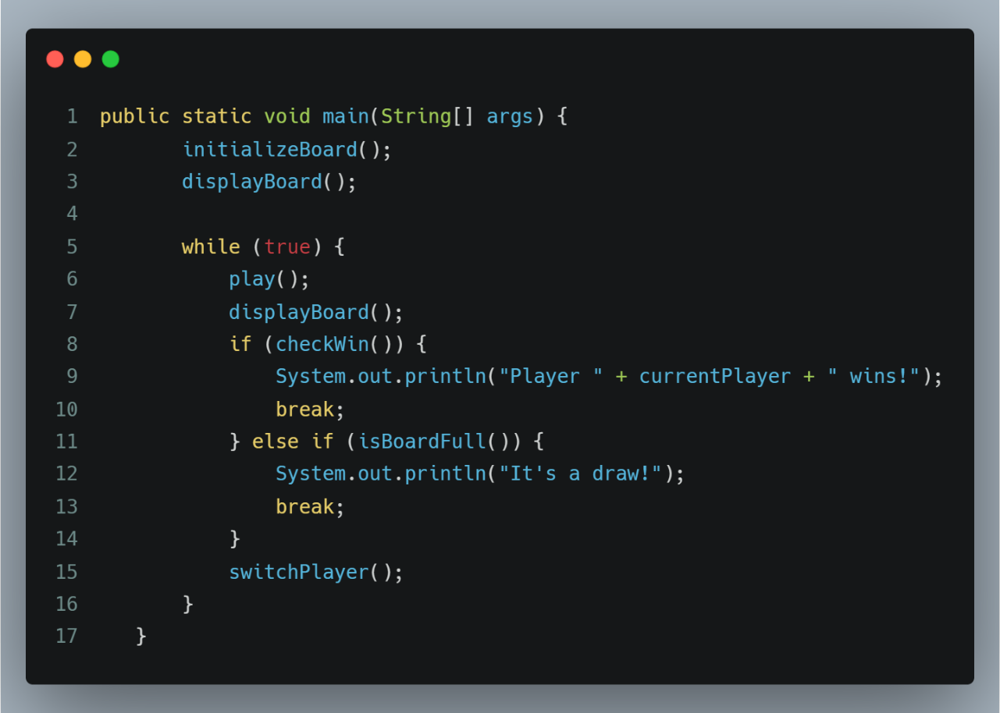 1 public static void main(String[] args) {
2 initializeBoard();
3 displayBoard();
4
5 while (true) {
6 play();
7 displayBoard();
8 if (checkWin()) {
9 System.out.println("Player " + currentPlayer + " wins!");
10 break;
11 } else if (isBoardFull()) {
12 System.out.println("It's a draw!");
13 break;
14 }
15 switchPlayer();
16 }
17 }